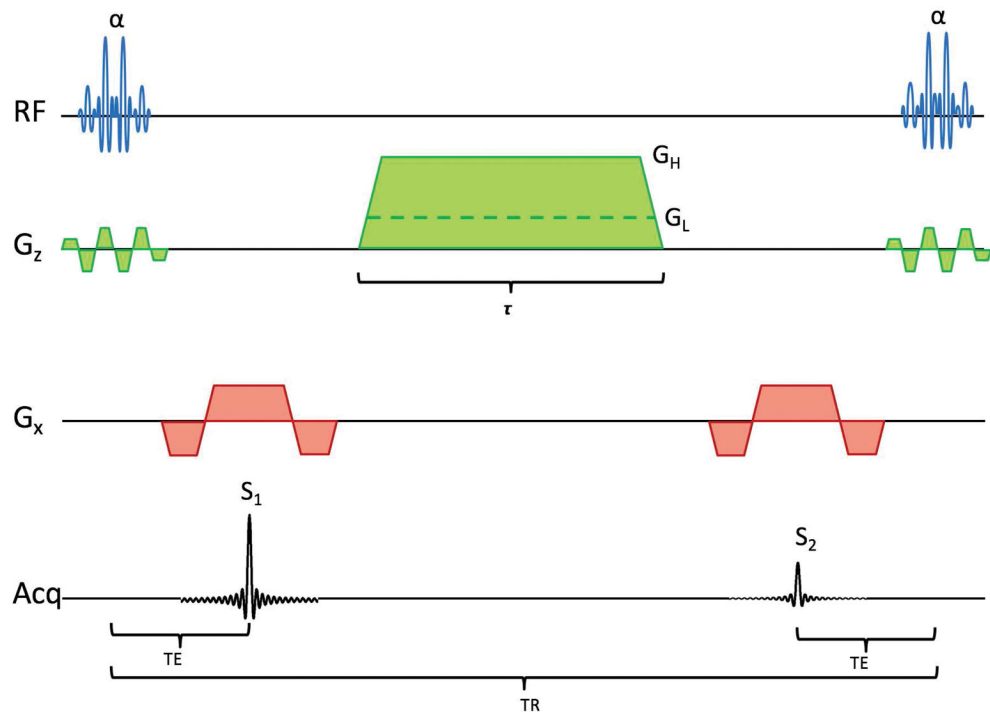 α α
RF
G_H
G_L
G_z
τ
G_x
S_1
S_2
Acq
TE TE
TR